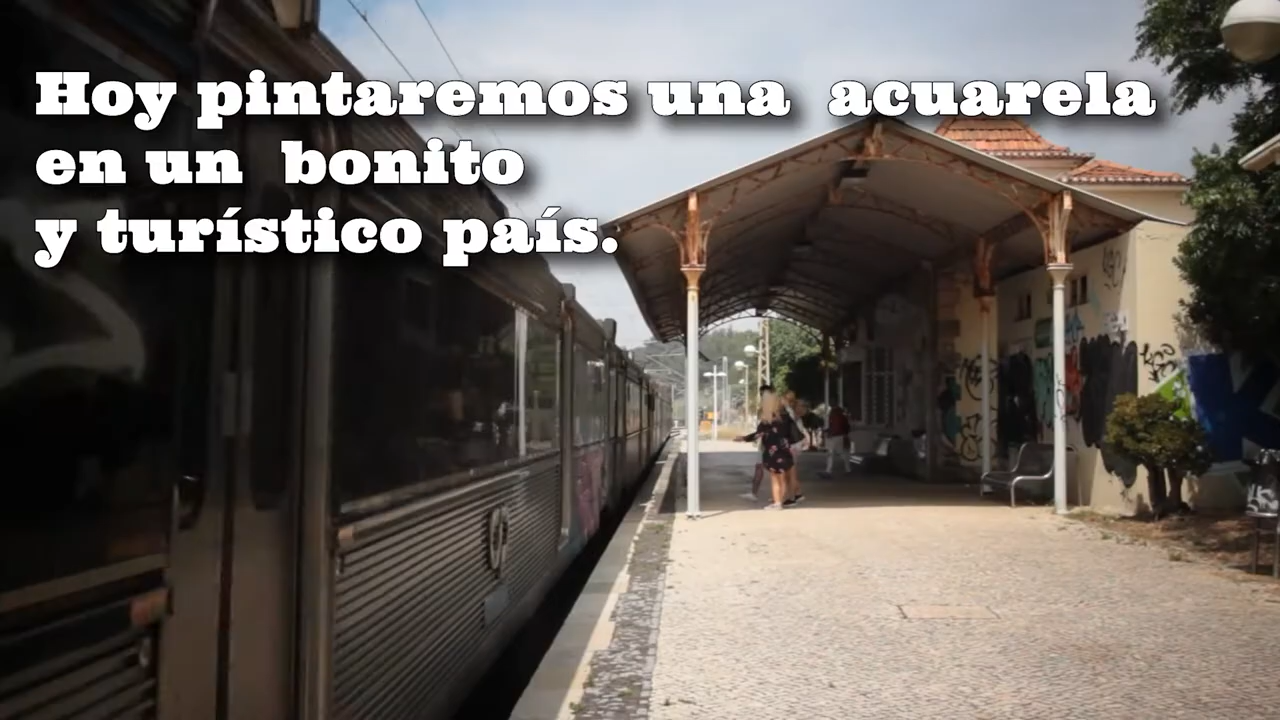 Hoy pintaremos una acuarela
en un bonito
y turístico país.